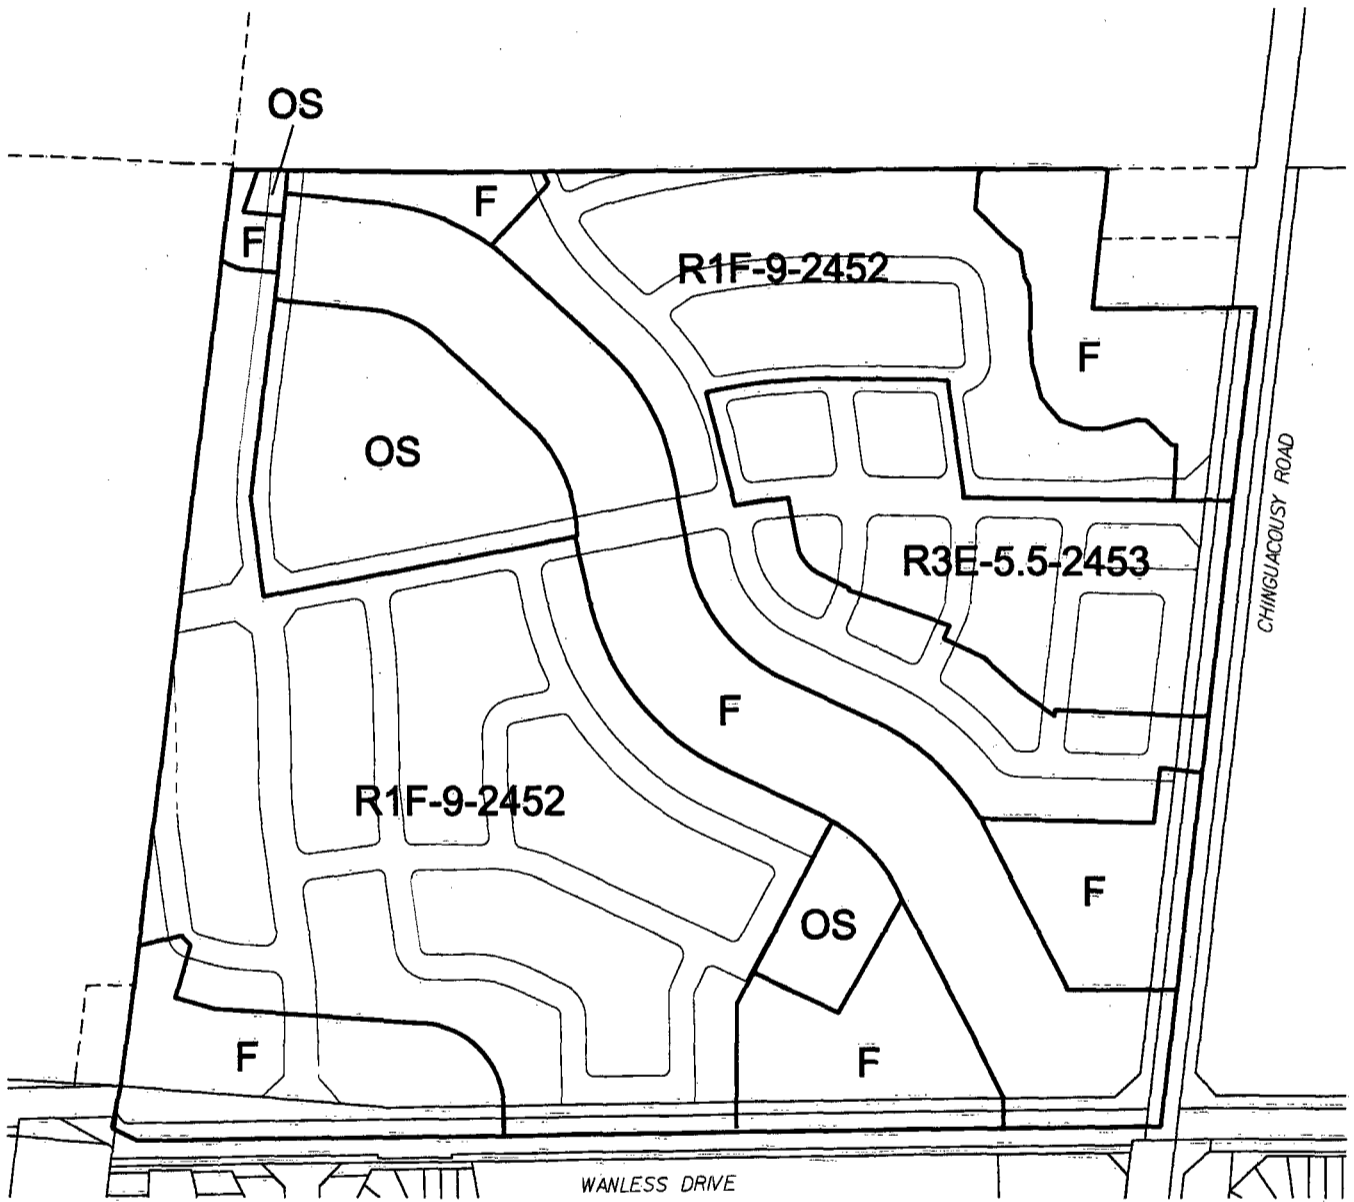 OS
F
F
R1F-9-2452
F
OS
R3E-5.5-2453
CHINGUACOUSY ROAD
F
R1F-9-2452
F
OS
F
F
WANLESS DRIVE